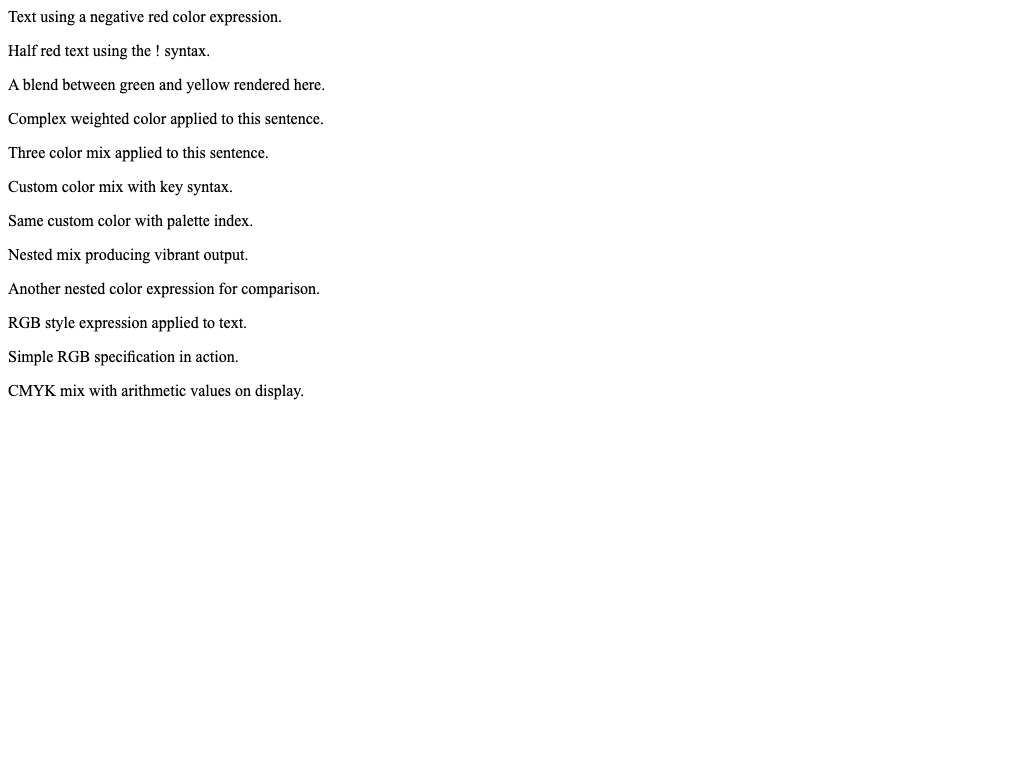 Text using a negative red color expression.
Half red text using the ! syntax.
A blend between green and yellow rendered here.
Complex weighted color applied to this sentence.
Three color mix applied to this sentence.
Custom color mix with key syntax.
Same custom color with palette index.
Nested mix producing vibrant output.
Another nested color expression for comparison.
RGB style expression applied to text.
Simple RGB specification in action.
CMYK mix with arithmetic values on display.